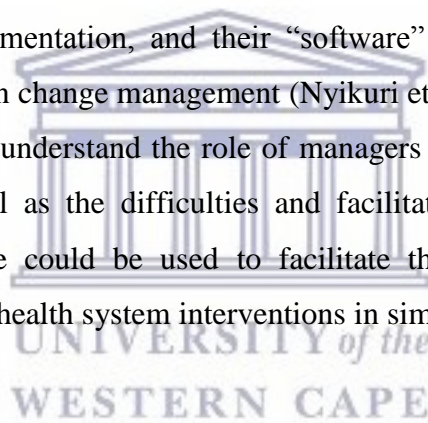 mentation, and their “software”
n change management (Nyikuri et
understand the role of managers
l as the difficulties and facilitat
e could be used to facilitate th
health system interventions in sim
UNIVERSITY of the
WESTERN CAPE